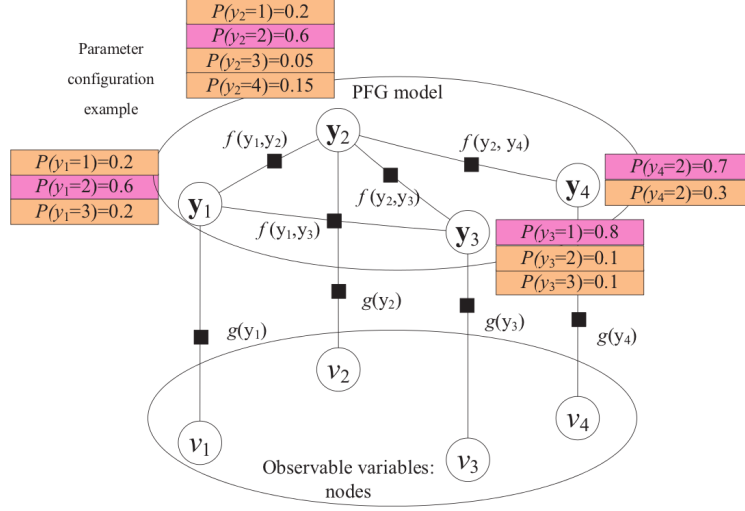 P(y₂=1)=0.2
P(y₂=2)=0.6
P(y₂=3)=0.05
P(y₂=4)=0.15
Parameter
configuration
example
PFG model
y₂
f(y₁,y₂)
f(y₂, y₄)
P(y₁=1)=0.2
P(y₁=2)=0.6
P(y₁=3)=0.2
P(y₄=2)=0.7
P(y₄=2)=0.3
y₄
y₁
f(y₂,y₃)
f(y₁,y₃)
y₃
P(y₃=1)=0.8
P(y₃=2)=0.1
P(y₃=3)=0.1
g(y₁)
g(y₂)
g(y₃)
g(y₄)
v₂
v₁
v₃
v₄
Observable variables:
nodes